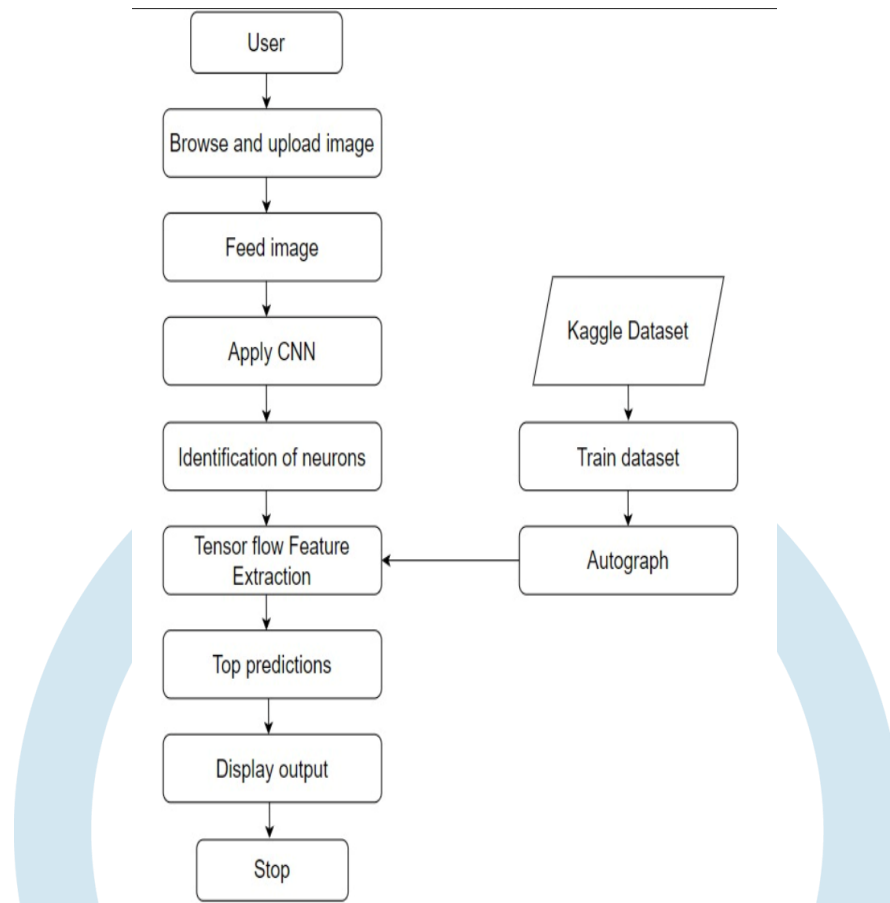 User
Browse and upload image
Feed image
Apply CNN
Identification of neurons
Tensor flow Feature
Extraction
Top predictions
Display output
Stop
Kaggle Dataset
Train dataset
Autograph